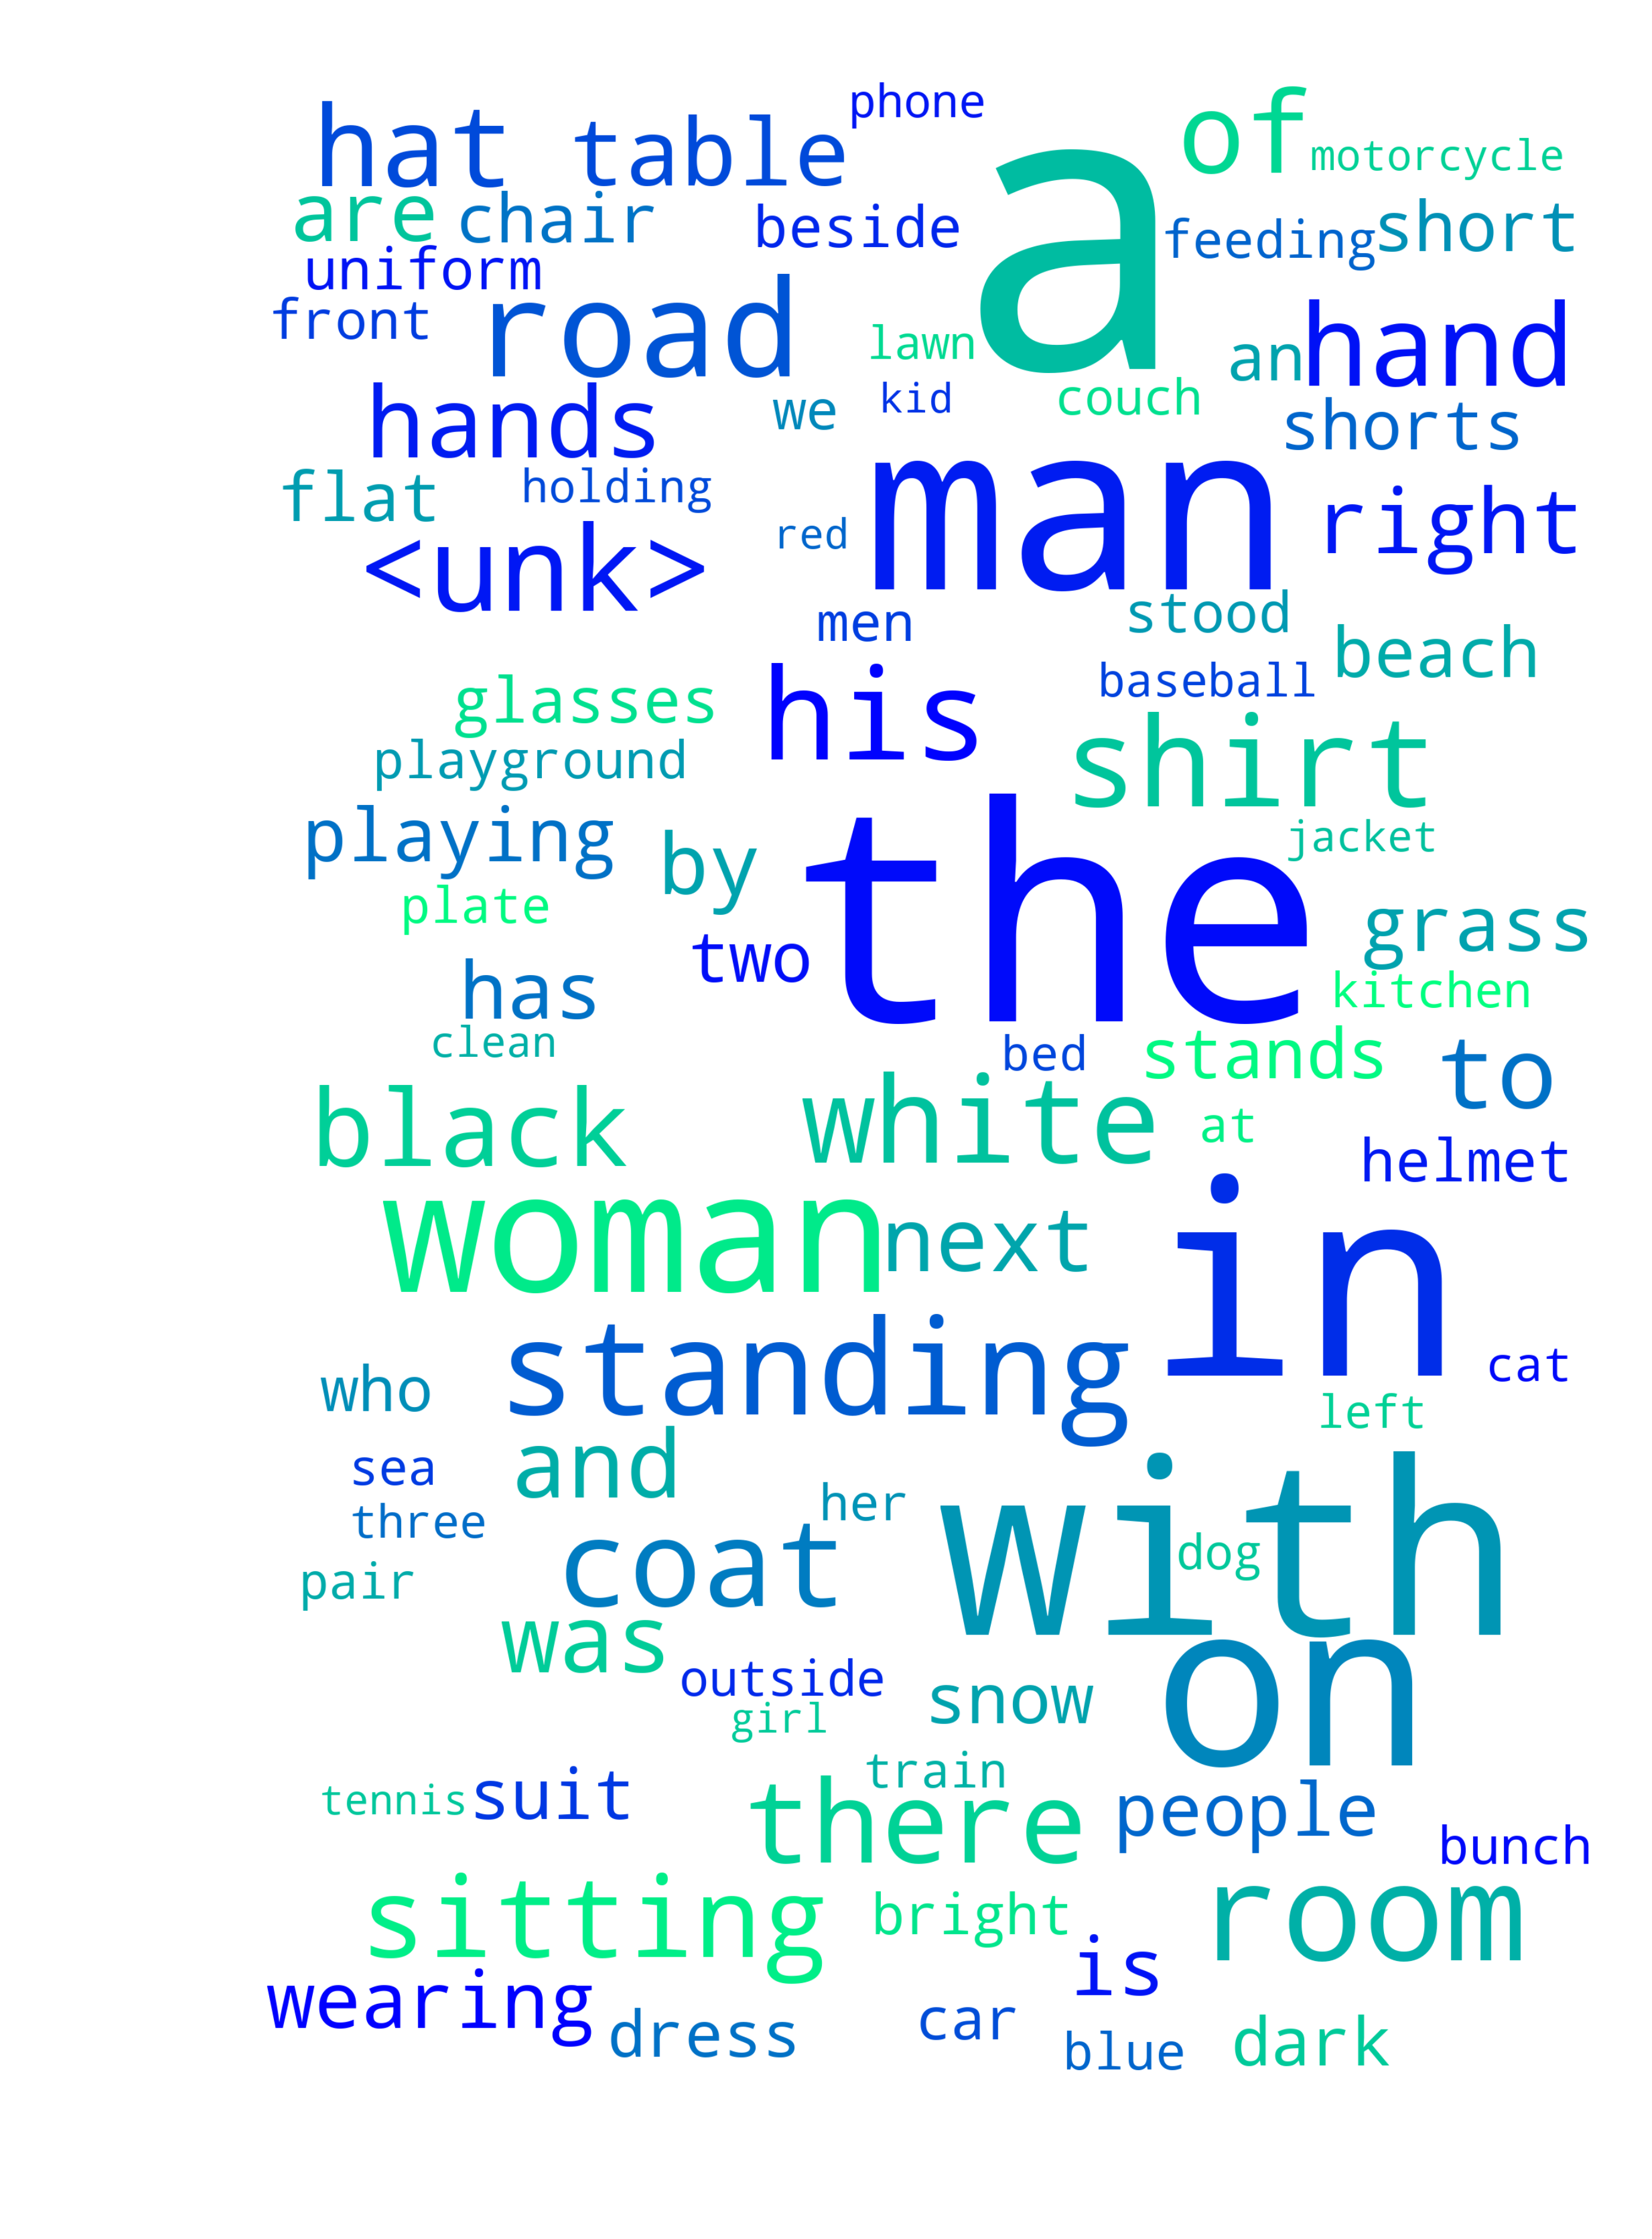 phone
hat table of motorcycle
are chair beside a feeding short
uniform
front road lawn an hand
hands we kid couch shorts
flat holding man right
<unk> red
men stood beach
glasses his baseball
playground shirt
playing by jacket
plate the grass
has two kitchen
clean bed stands to
black white at helmet
woman next in
who standing cat
left
sea and
three her with
pair coat dog
was outside snow on
girl
tennis suit train people
there bunch
sitting bright room
wearing is
dress car blue dark